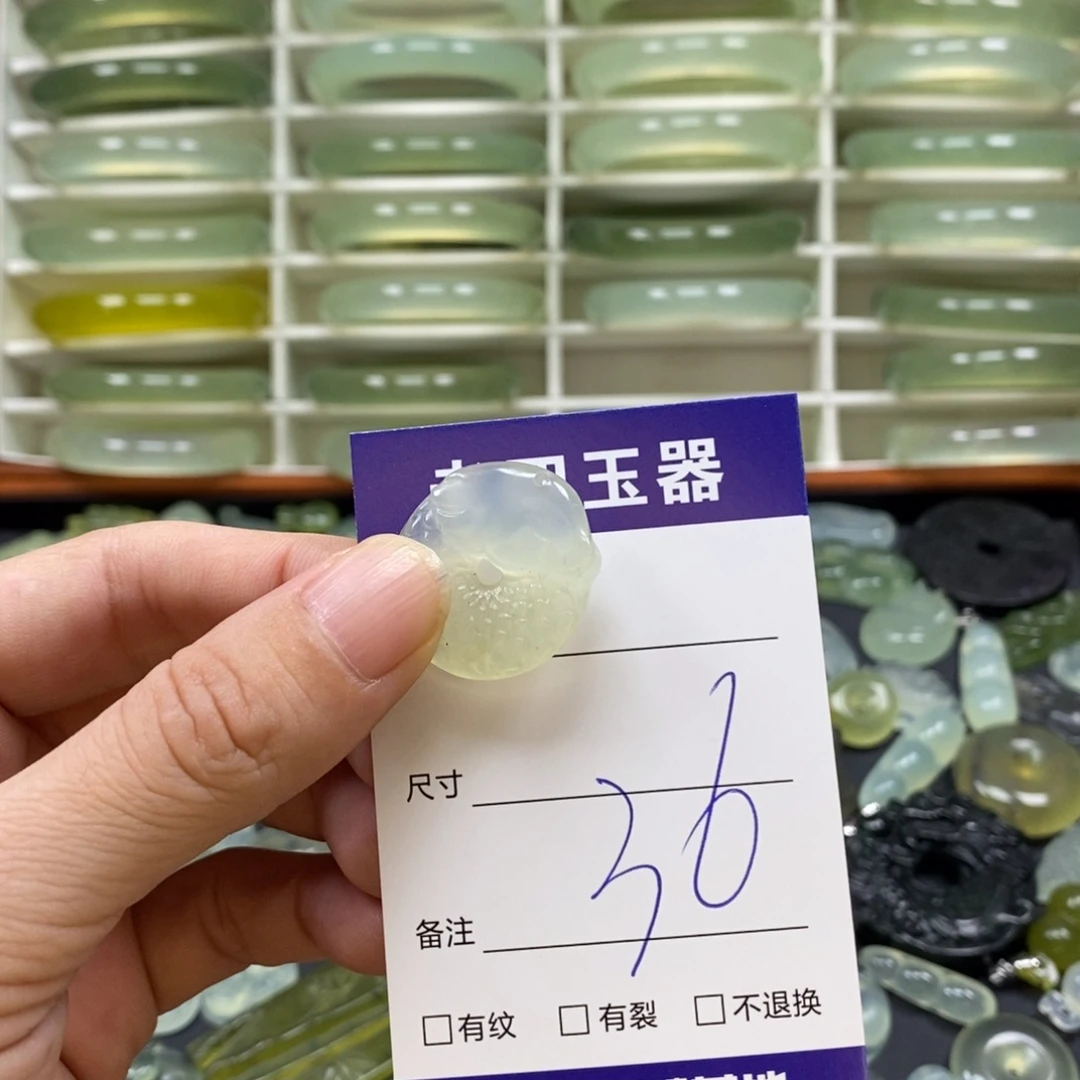 玉器
尺寸
36
备注
□有纹 □有裂 □不退换